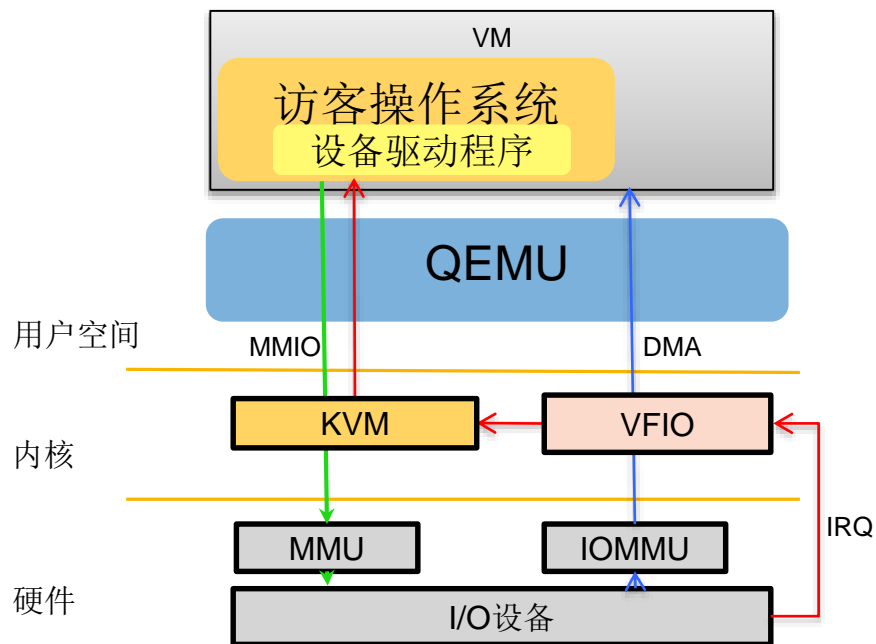 VM
访客操作系统
设备驱动程序
QEMU
用户空间
MMIO
DMA
KVM
VFIO
内核
IRQ
MMU
IOMMU
硬件
I/O设备